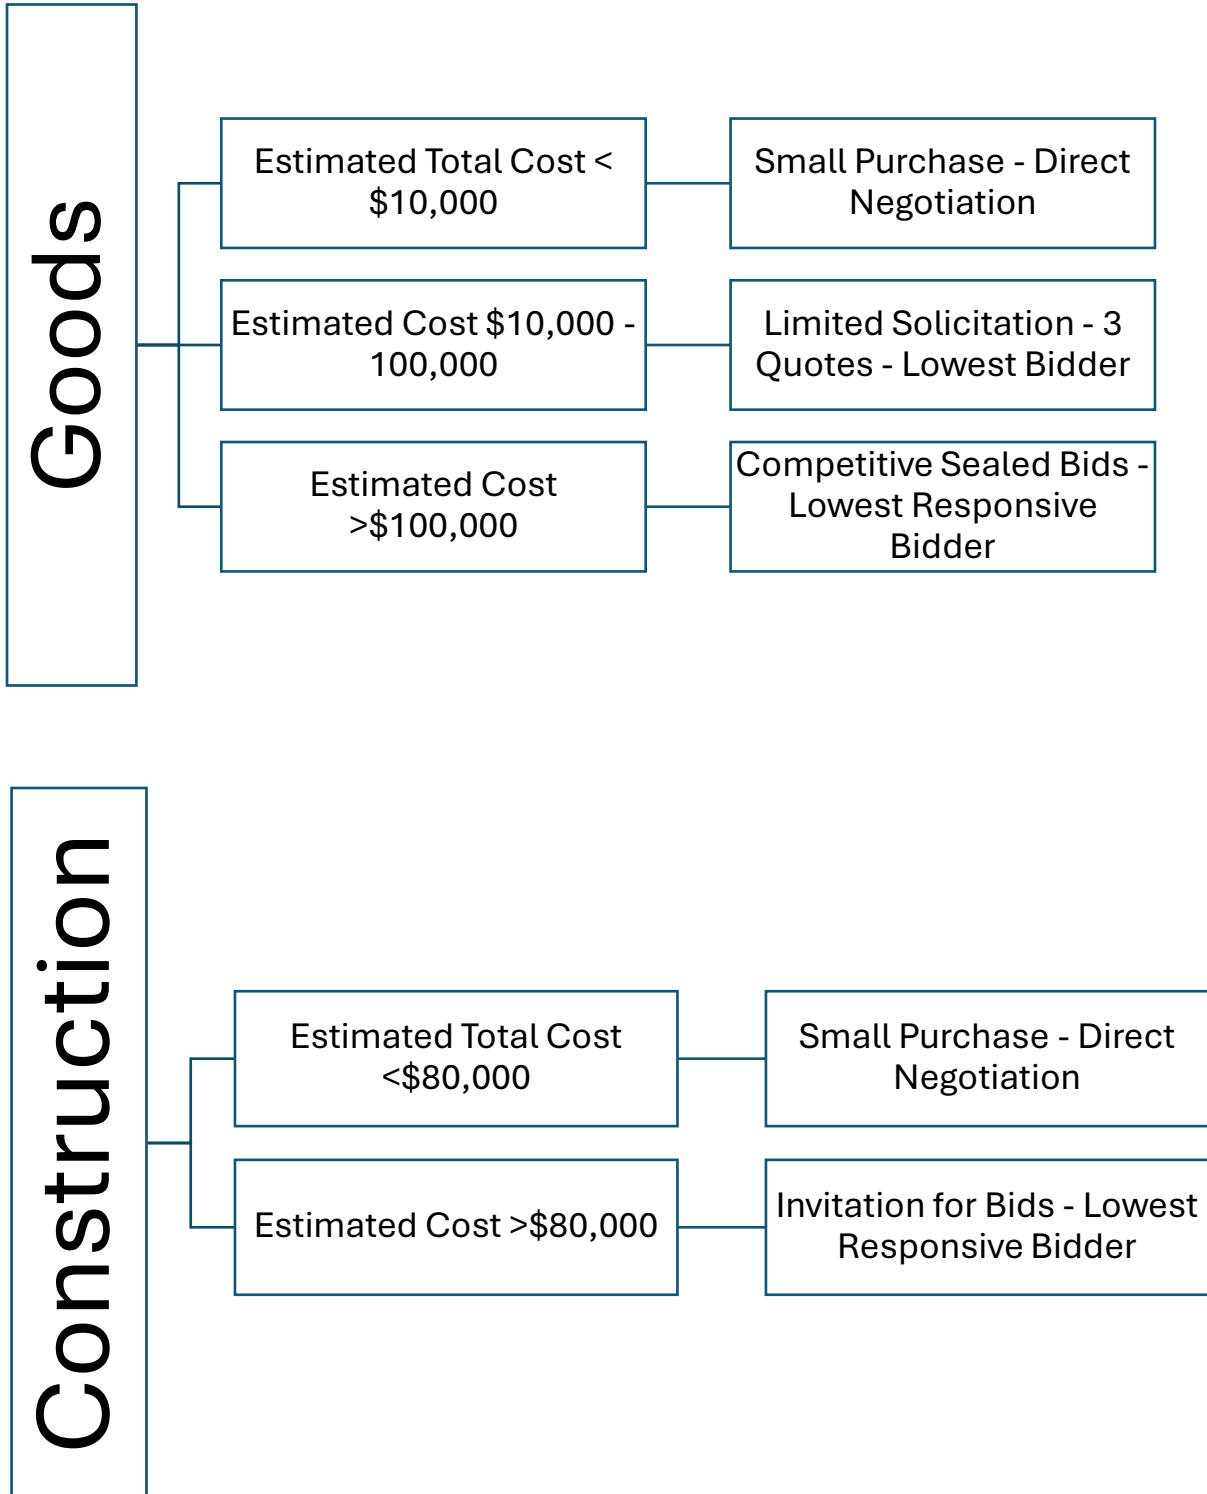 Goods
Estimated Total Cost <
$10,000
Small Purchase - Direct
Negotiation
Estimated Cost $10,000 -
100,000
Limited Solicitation - 3
Quotes - Lowest Bidder
Estimated Cost
>$100,000
Competitive Sealed Bids -
Lowest Responsive
Bidder
Construction
Estimated Total Cost
<$80,000
Small Purchase - Direct
Negotiation
Estimated Cost >$80,000
Invitation for Bids - Lowest
Responsive Bidder